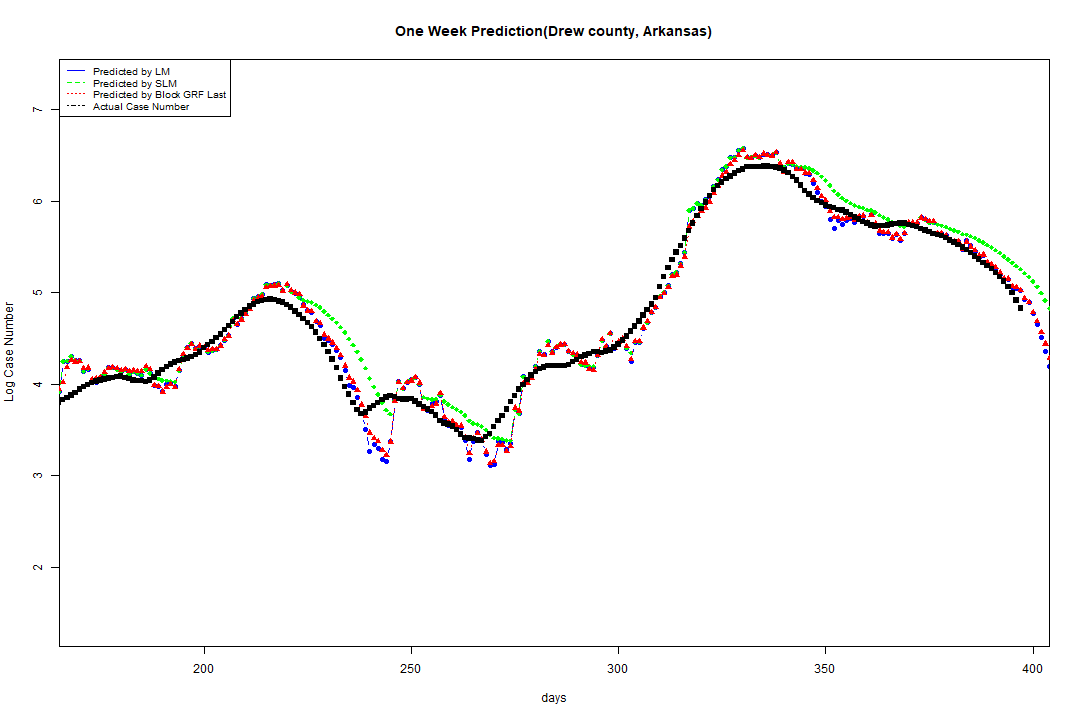 One Week Prediction(Drew county, Arkansas)
Predicted by LM
Predicted by SLM
Predicted by Block GRF Last
Actual Case Number
7
6
5
4
3
2
Log Case Number
200 250 300 350 400
days